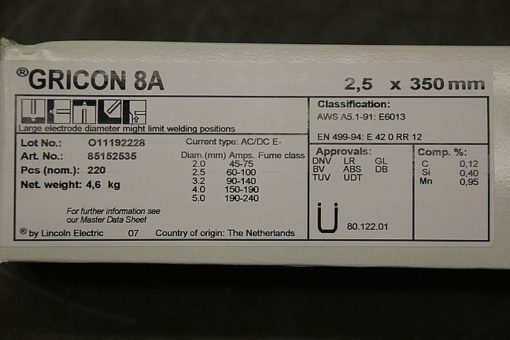 ®GRICON 8A
2,5 x 350mm
Large electrode diameter might limit welding positions
Lot No.: O11192228
Art. No.: 85152535
Pcs (nom.): 220
Net. weight: 4,6 kg
For further information see
our Master Data Sheet
® by Lincoln Electric 07 Country of origin: The Netherlands
Current type: AC/DC E-
Diam.(mm) Amps. Fume class
2.0 45-75
2.5 60-100
3.2 90-140
4.0 150-190
5.0 190-240
Classification:
AWS A5.1-91: E6013
EN 499-94: E 42 0 RR 12
Approvals:
DNV LR GL
BV ABS DB
TUV UDT
Ü 80.122.01
Comp. %:
C 0,12
Si 0,40
Mn 0,95